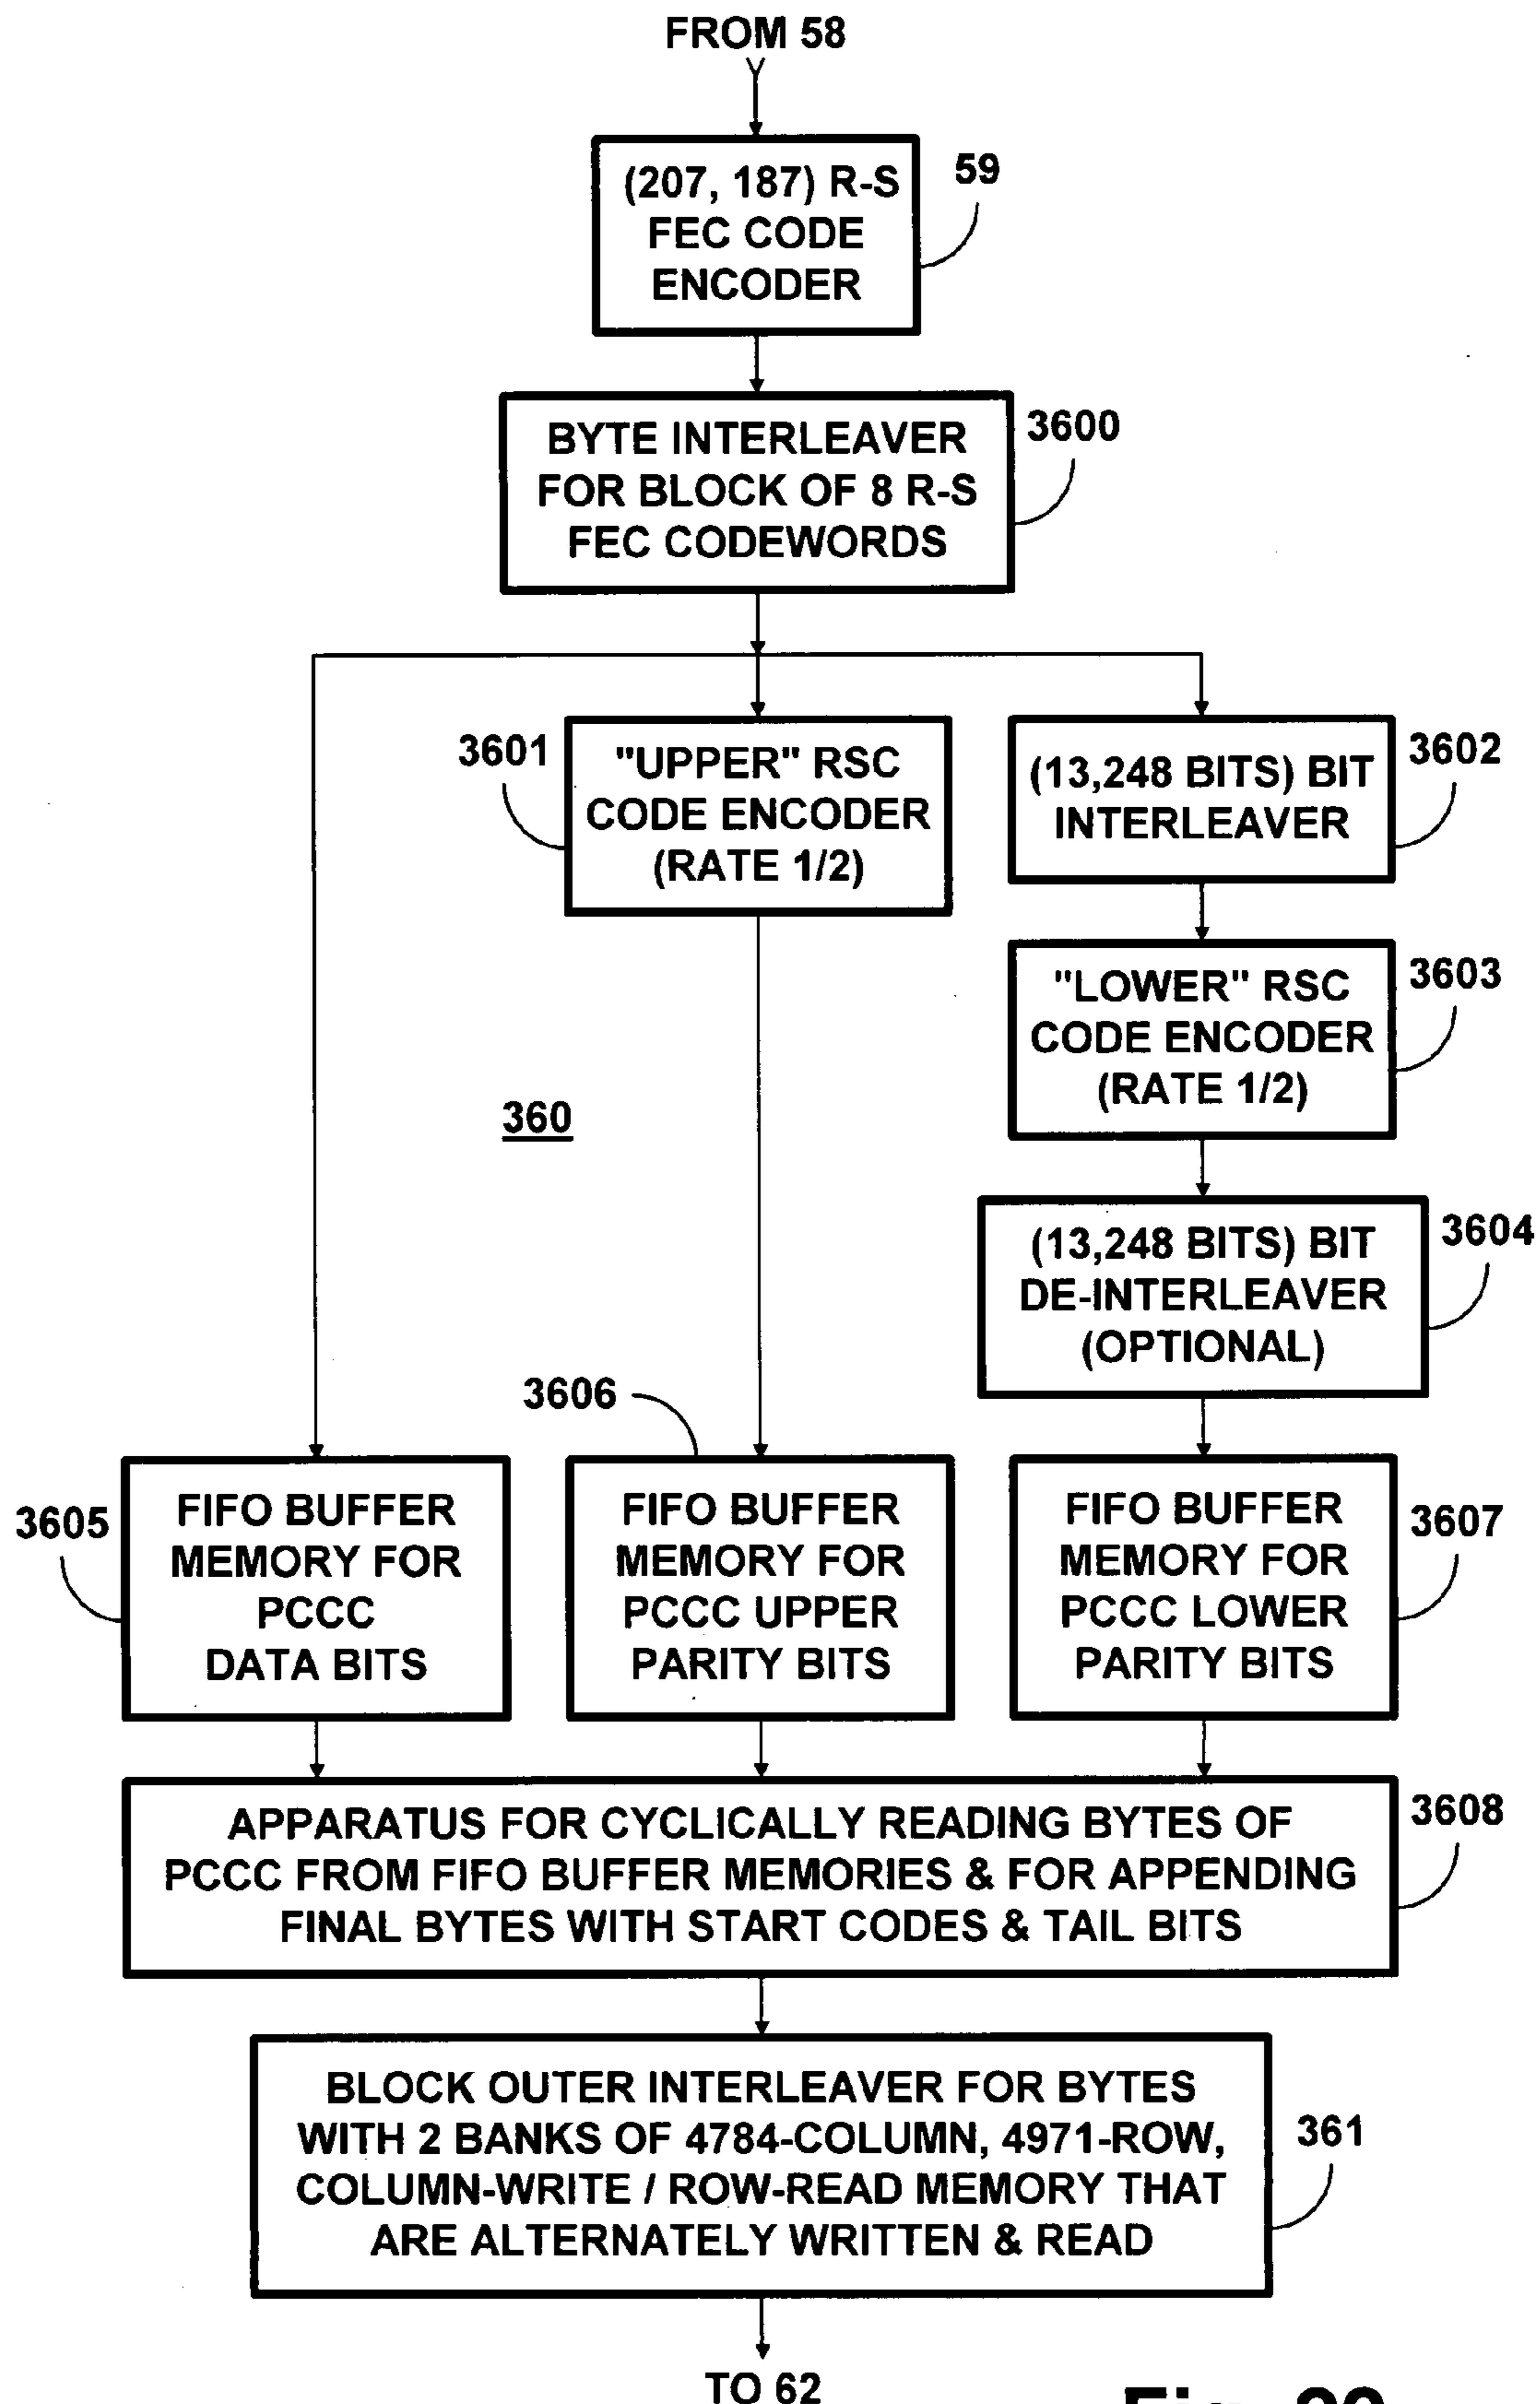 FROM 58
(207, 187) R-S
FEC CODE
ENCODER
59
BYTE INTERLEAVER
FOR BLOCK OF 8 R-S
FEC CODEWORDS
3600
3601
"UPPER" RSC
CODE ENCODER
(RATE 1/2)
(13,248 BITS) BIT
INTERLEAVER
3602
"LOWER" RSC
CODE ENCODER
(RATE 1/2)
3603
360
(13,248 BITS) BIT
DE-INTERLEAVER
(OPTIONAL)
3604
3606
3605
FIFO BUFFER
MEMORY FOR
PCCC
DATA BITS
FIFO BUFFER
MEMORY FOR
PCCC UPPER
PARITY BITS
FIFO BUFFER
MEMORY FOR
PCCC LOWER
PARITY BITS
3607
APPARATUS FOR CYCLICALLY READING BYTES OF
PCCC FROM FIFO BUFFER MEMORIES & FOR APPENDING
FINAL BYTES WITH START CODES & TAIL BITS
3608
BLOCK OUTER INTERLEAVER FOR BYTES
WITH 2 BANKS OF 4784-COLUMN, 4971-ROW,
COLUMN-WRITE / ROW-READ MEMORY THAT
ARE ALTERNATELY WRITTEN & READ
361
TO 62